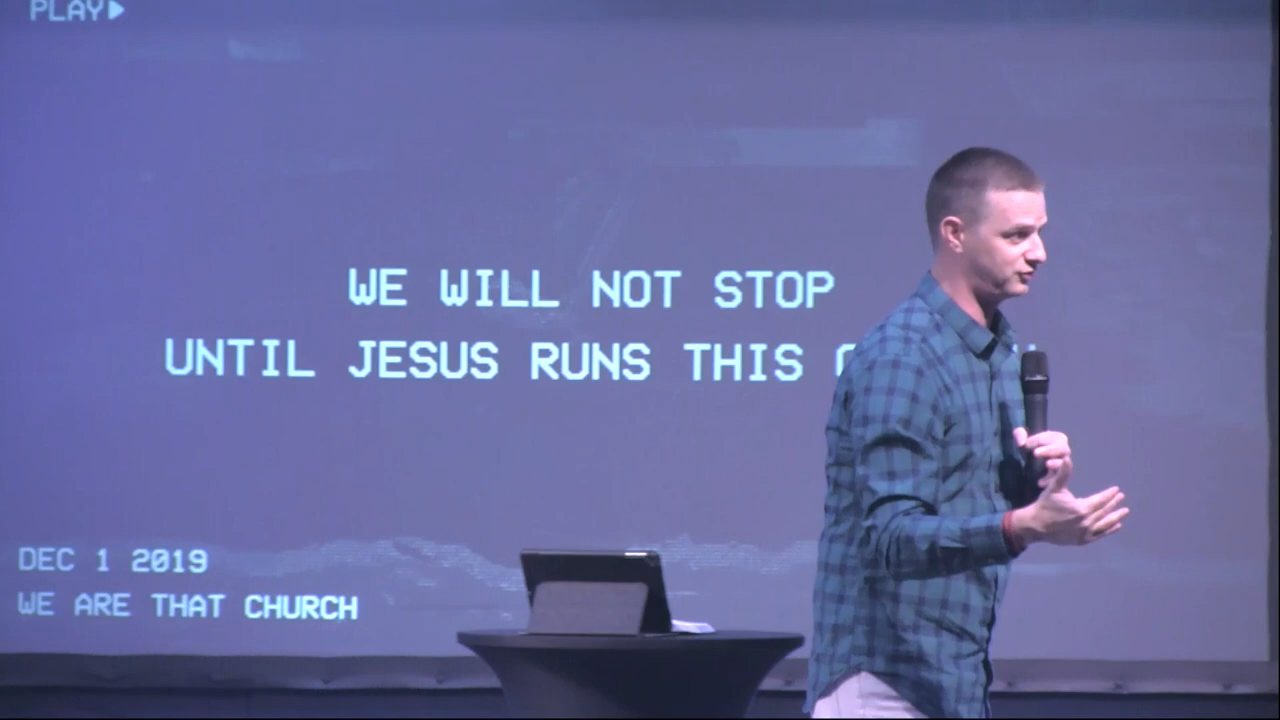 PLAY
WE WILL NOT STOP
UNTIL JESUS RUNS THIS
DEC 1 2019
WE ARE THAT CHURCH